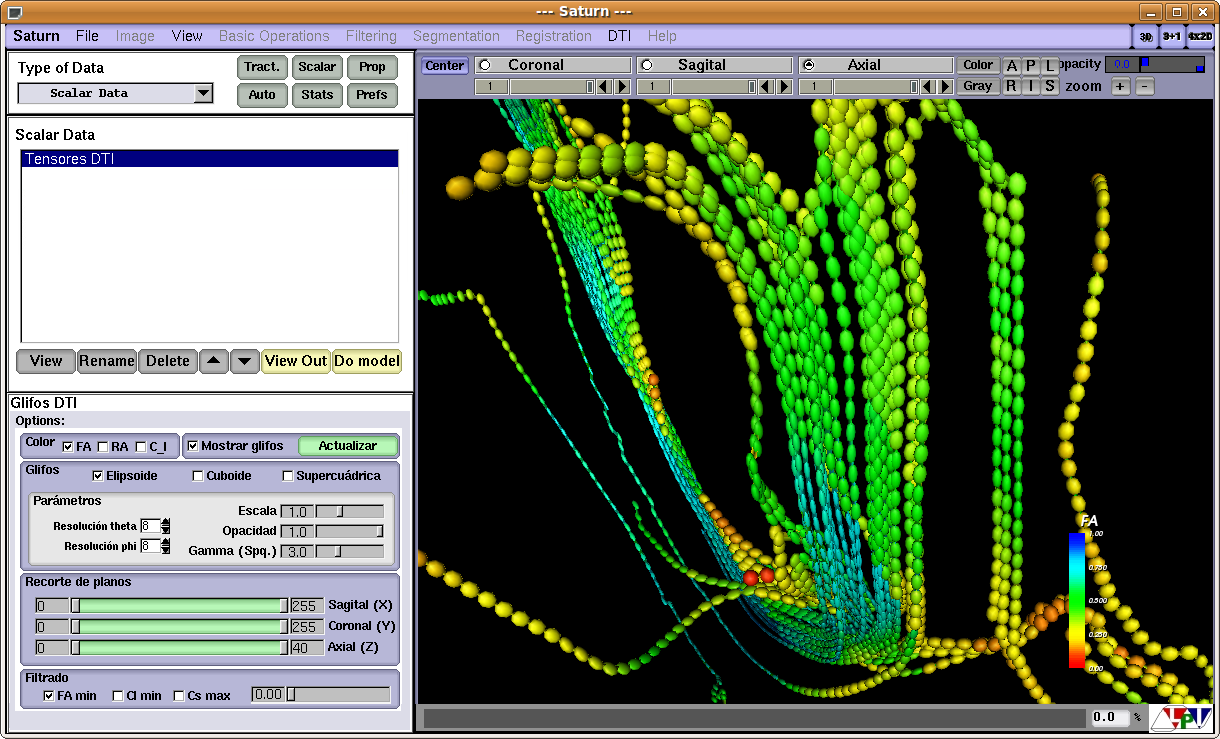 --- Saturn ---
Saturn File Image View Basic Operations Filtering Segmentation Registration DTI Help 3D 3+1 4x2D
Type of Data
Scalar Data
Tract. Scalar Prop
Auto Stats Prefs
Center Coronal Sagital Axial Color A P L opacity 0.0
1 1 1 Gray R I S zoom + -
Scalar Data
Tensores DTI
View Rename Delete View Out Do model
Glifos DTI
Options:
Color FA RA C_l Mostrar glifos Actualizar
Glifos
Elipsoide Cuboide Supercuádrica
Parámetros
Resolución theta 8
Resolución phi 8
Escala 1.0
Opacidad 1.0
Gamma (Spq.) 3.0
Recorte de planos
0 255 Sagital (X)
0 255 Coronal (Y)
0 40 Axial (Z)
Filtrado
FA min Cl min Cs max 0.00
FA
1.00
0.750
0.500
0.250
0.00
0.0 %
LPI